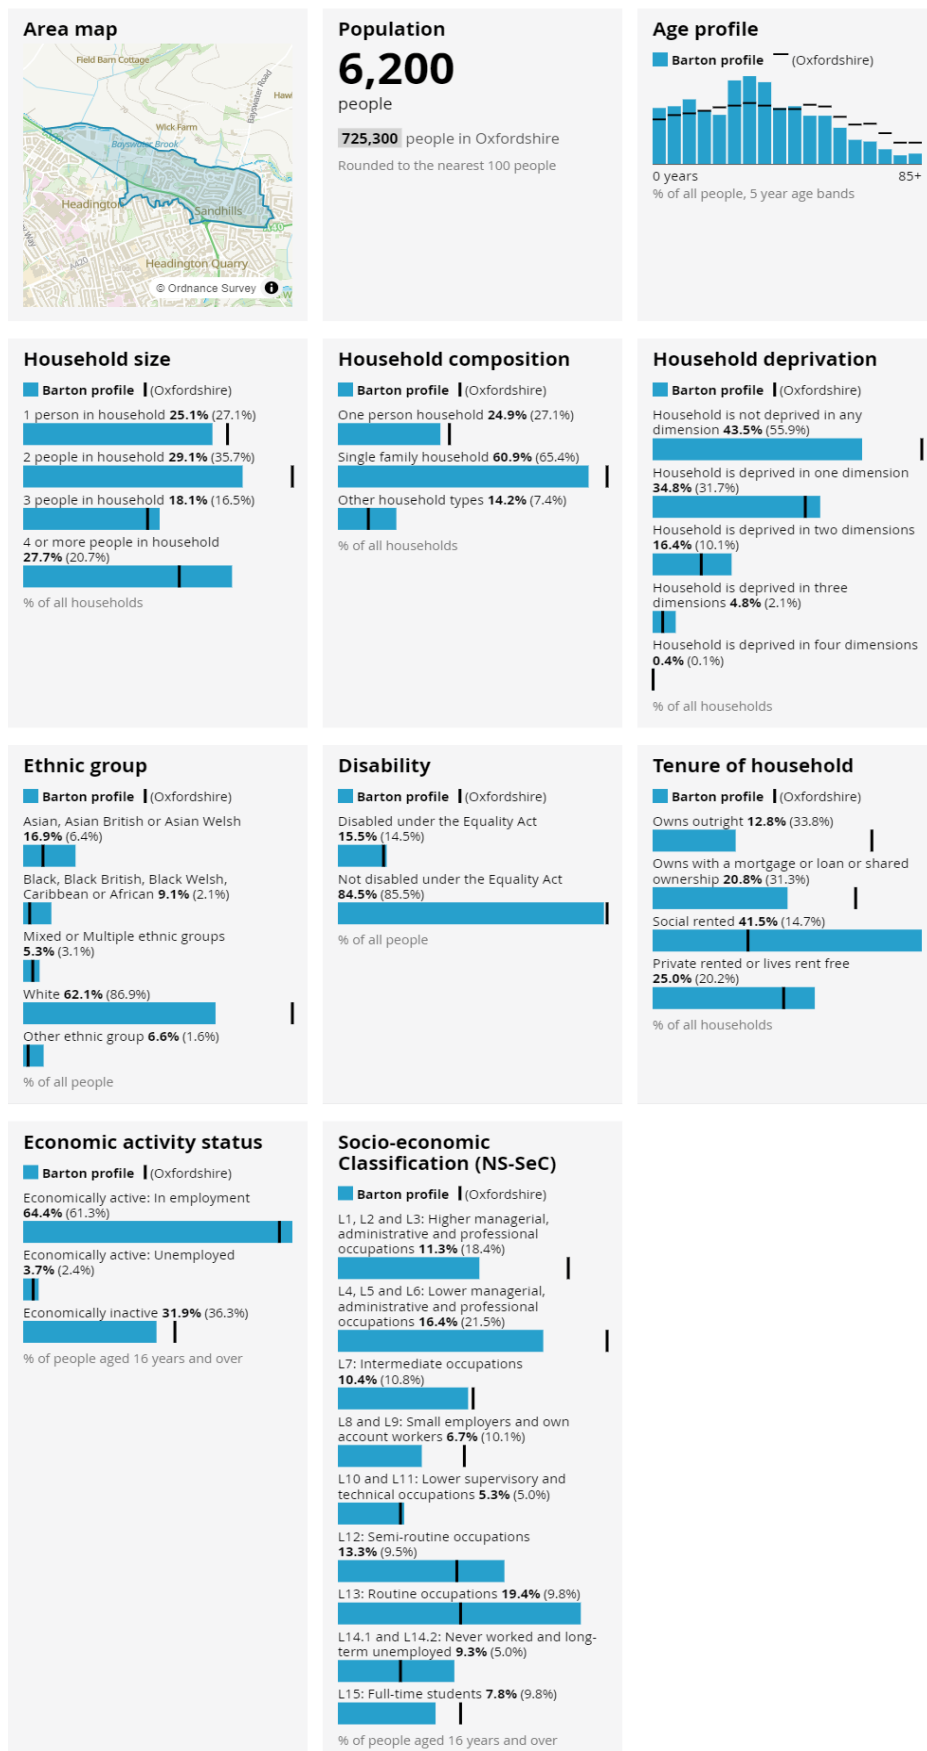 Area map
Field Barn Cottage
Bayswater Road
Wick Farm
Bayswater Brook
Headington
Sandhills
A40
Way
A420
Headington Quarry
© Ordnance Survey
Population
6,200
people
725,300 people in Oxfordshire
Rounded to the nearest 100 people
Age profile
Barton profile (Oxfordshire)
0 years 85+
% of all people, 5 year age bands
Household size
Barton profile (Oxfordshire)
1 person in household 25.1% (27.1%)
2 people in household 29.1% (35.7%)
3 people in household 18.1% (16.5%)
4 or more people in household
27.7% (20.7%)
% of all households
Household composition
Barton profile (Oxfordshire)
One person household 24.9% (27.1%)
Single family household 60.9% (65.4%)
Other household types 14.2% (7.4%)
% of all households
Household deprivation
Barton profile (Oxfordshire)
Household is not deprived in any
dimension 43.5% (55.9%)
Household is deprived in one dimension
34.8% (31.7%)
Household is deprived in two dimensions
16.4% (10.1%)
Household is deprived in three
dimensions 4.8% (2.1%)
Household is deprived in four dimensions
0.4% (0.1%)
% of all households
Ethnic group
Barton profile (Oxfordshire)
Asian, Asian British or Asian Welsh
16.9% (6.4%)
Black, Black British, Black Welsh,
Caribbean or African 9.1% (2.1%)
Mixed or Multiple ethnic groups
5.3% (3.1%)
White 62.1% (86.9%)
Other ethnic group 6.6% (1.6%)
% of all people
Disability
Barton profile (Oxfordshire)
Disabled under the Equality Act
15.5% (14.5%)
Not disabled under the Equality Act
84.5% (85.5%)
% of all people
Tenure of household
Barton profile (Oxfordshire)
Owns outright 12.8% (33.8%)
Owns with a mortgage or loan or shared
ownership 20.8% (31.3%)
Social rented 41.5% (14.7%)
Private rented or lives rent free
25.0% (20.2%)
% of all households
Economic activity status
Barton profile (Oxfordshire)
Economically active: In employment
64.4% (61.3%)
Economically active: Unemployed
3.7% (2.4%)
Economically inactive 31.9% (36.3%)
% of people aged 16 years and over
Socio-economic
Classification (NS-SeC)
Barton profile (Oxfordshire)
L1, L2 and L3: Higher managerial,
administrative and professional
occupations 11.3% (18.4%)
L4, L5 and L6: Lower managerial,
administrative and professional
occupations 16.4% (21.5%)
L7: Intermediate occupations
10.4% (10.8%)
L8 and L9: Small employers and own
account workers 6.7% (10.1%)
L10 and L11: Lower supervisory and
technical occupations 5.3% (5.0%)
L12: Semi-routine occupations
13.3% (9.5%)
L13: Routine occupations 19.4% (9.8%)
L14.1 and L14.2: Never worked and long-
term unemployed 9.3% (5.0%)
L15: Full-time students 7.8% (9.8%)
% of people aged 16 years and over